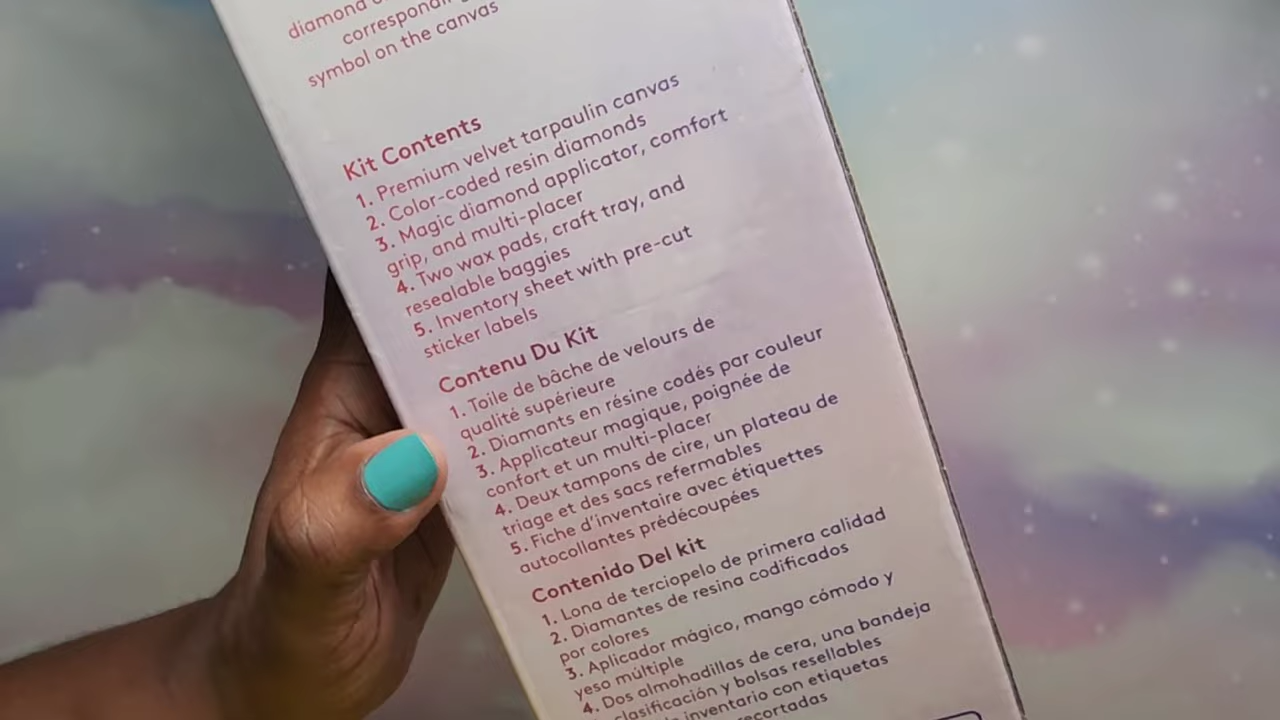 diamond
corresponding
symbol on the canvas
Kit Contents
1. Premium velvet tarpaulin canvas
2. Color-coded resin diamonds
3. Magic diamond applicator, comfort
grip, and multi-placer
4. Two wax pads, craft tray, and
resealable baggies
5. Inventory sheet with pre-cut
sticker labels
Contenu Du Kit
1. Toile de bâche de velours de
qualité supérieure
2. Diamants en résine codés par couleur
3. Applicateur magique, poignée de
confort et un multi-placer
4. Deux tampons de cire, un plateau de
triage et des sacs refermables
5. Fiche d'inventaire avec étiquettes
autocollantes prédécoupées
Contenido Del kit
1. Lona de terciopelo de primera calidad
2. Diamantes de resina codificados
por colores
3. Aplicador mágico, mango cómodo y
yeso múltiple
4. Dos almohadillas de cera, una bandeja
clasificación y bolsas resellables
inventario con etiquetas
recortadas